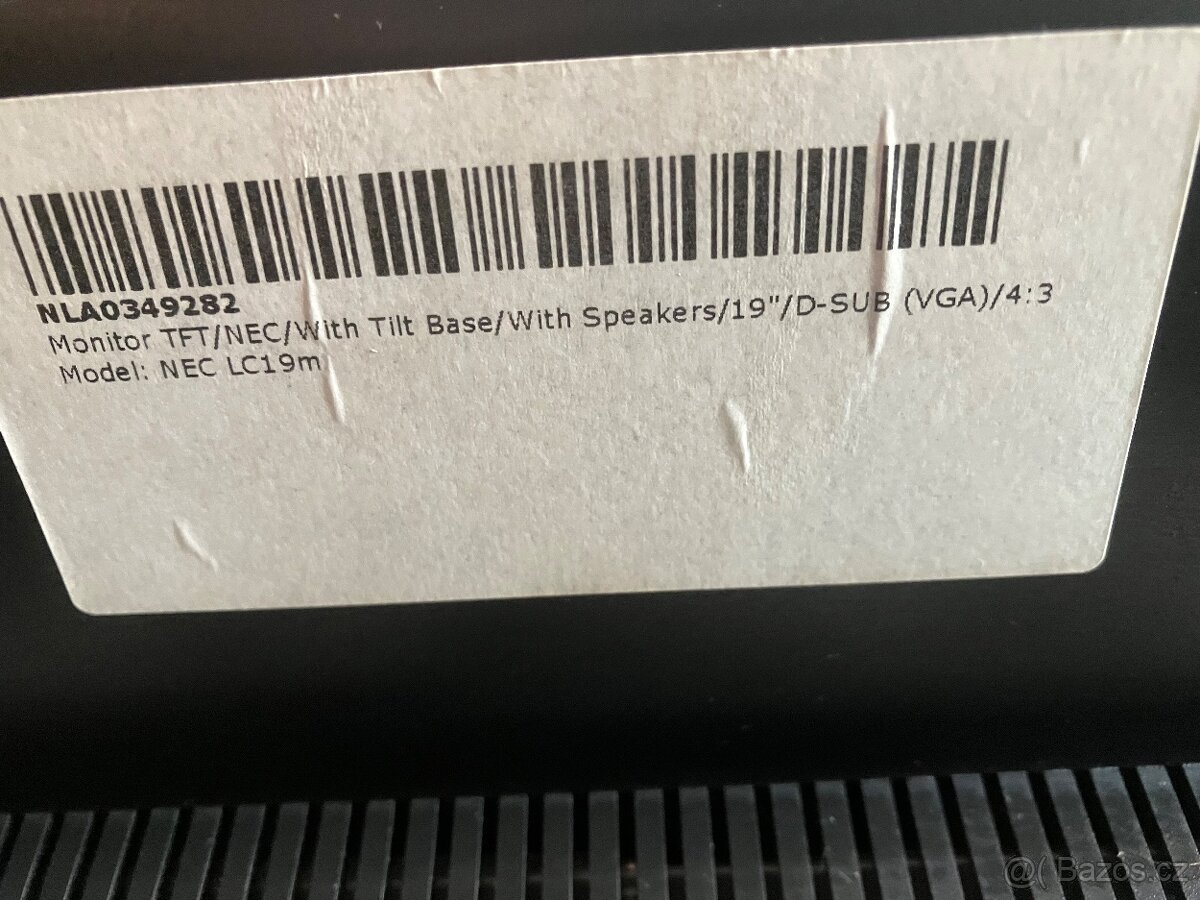 NLA0349282
Monitor TFT/NEC/With Tilt Base/With Speakers/19"/D-SUB (VGA)/4:3
Model: NEC LC19m
@( Bazos.cz